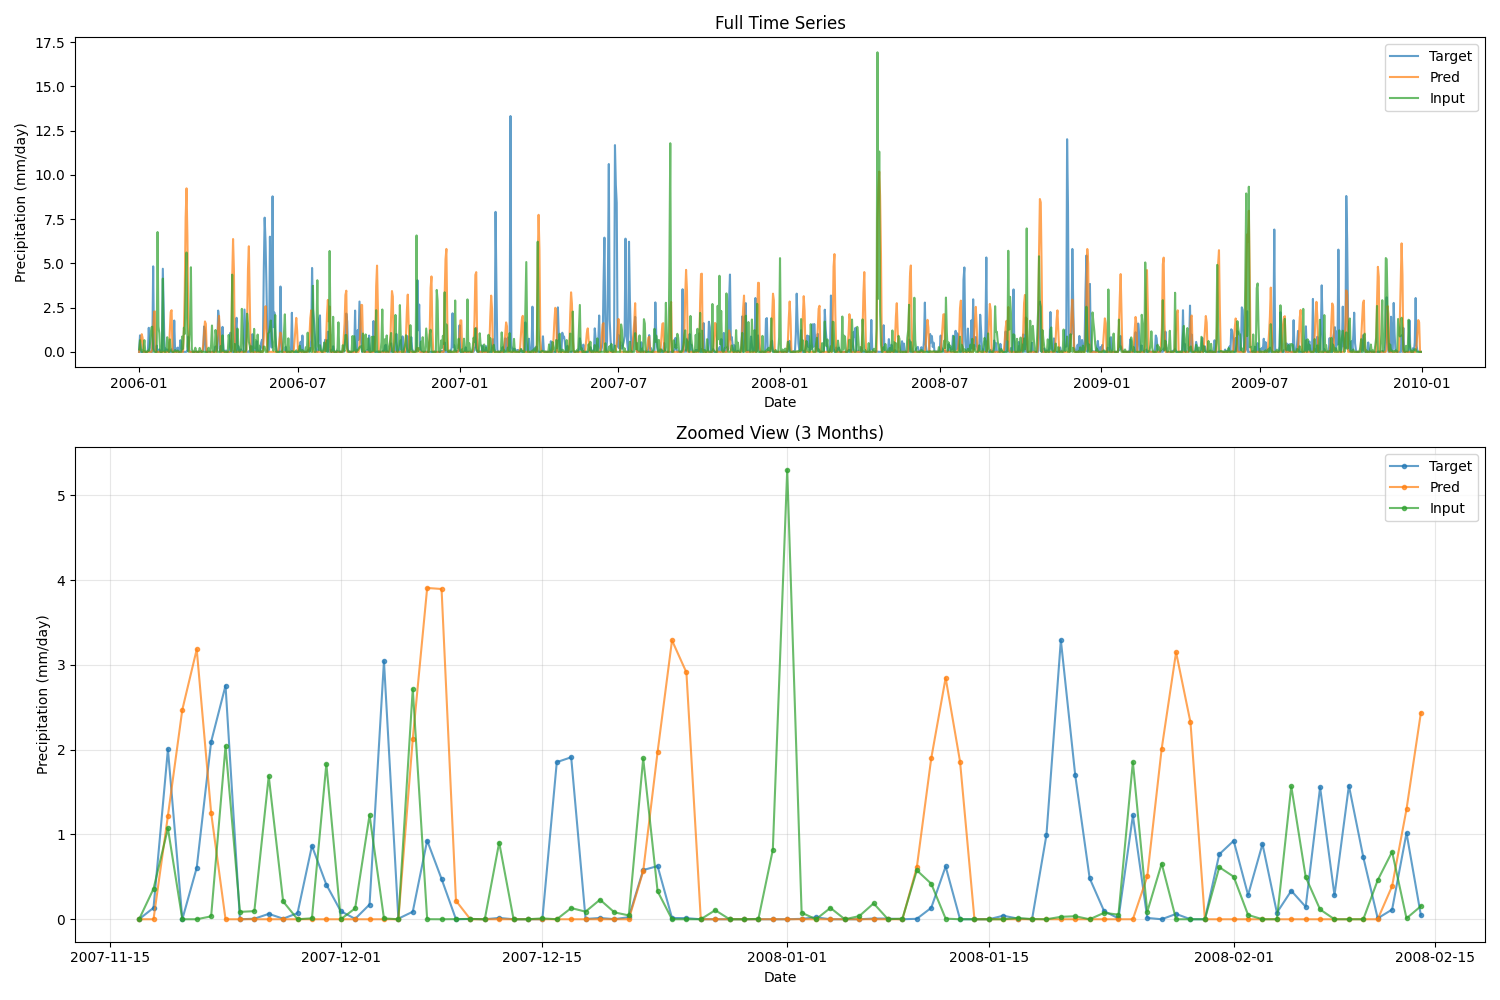 Full Time Series
Precipitation (mm/day)
17.5
15.0
12.5
10.0
7.5
5.0
2.5
0.0
Target
Pred
Input
2006-01 2006-07 2007-01 2007-07 2008-01 2008-07 2009-01 2009-07 2010-01
Date
Zoomed View (3 Months)
Precipitation (mm/day)
5
4
3
2
1
0
Target
Pred
Input
2007-11-15 2007-12-01 2007-12-15 2008-01-01 2008-01-15 2008-02-01 2008-02-15
Date